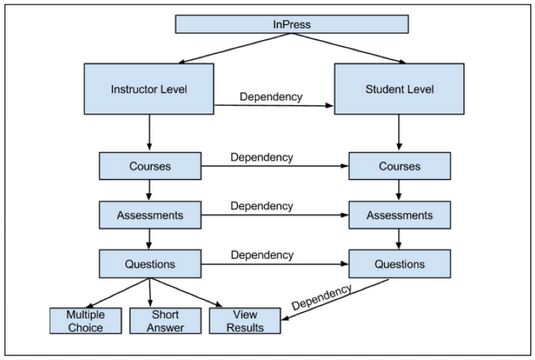 InPress
Instructor Level
Dependency
Student Level
Courses
Dependency
Courses
Assessments
Dependency
Assessments
Questions
Dependency
Questions
Multiple
Choice
Short
Answer
View
Results
Dependency